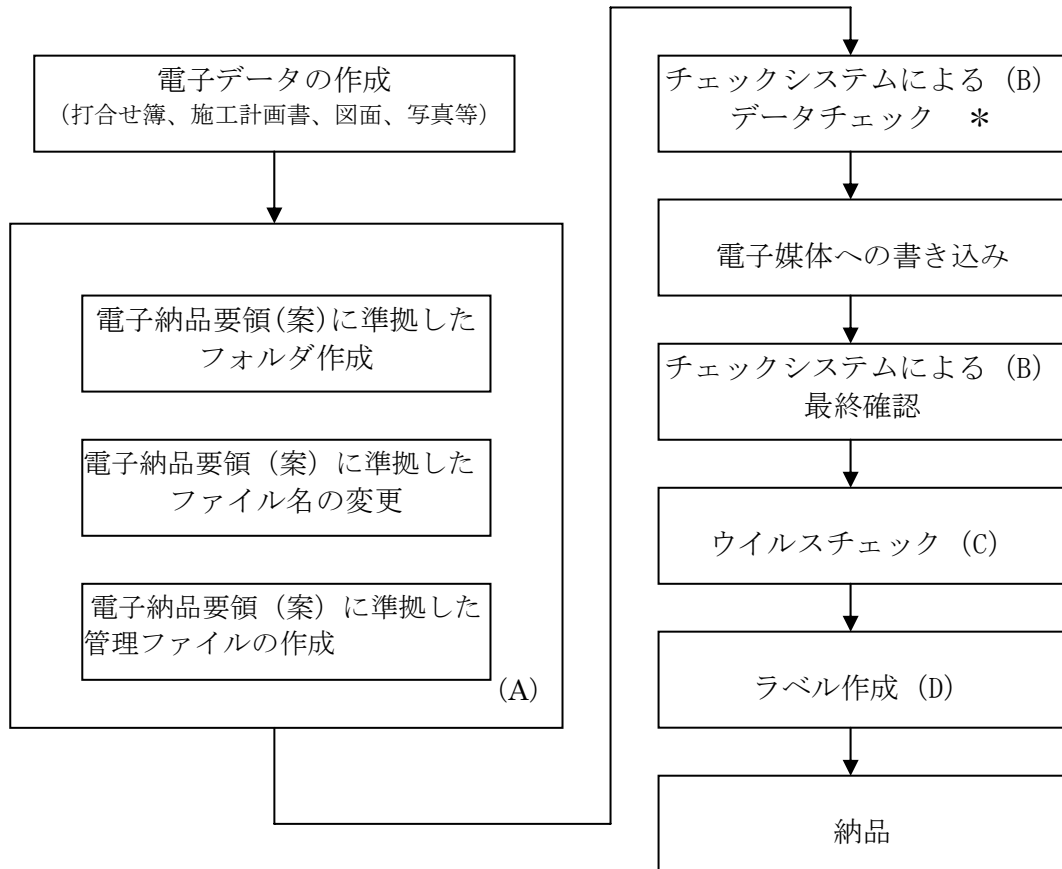 電子データの作成
(打合せ簿、施工計画書、図面、写真等)
電子納品要領(案)に準拠した
フォルダ作成
電子納品要領（案）に準拠した
ファイル名の変更
電子納品要領（案）に準拠した
管理ファイルの作成
(A)
チェックシステムによる (B)
データチェック ＊
電子媒体への書き込み
チェックシステムによる (B)
最終確認
ウイルスチェック (C)
ラベル作成 (D)
納品